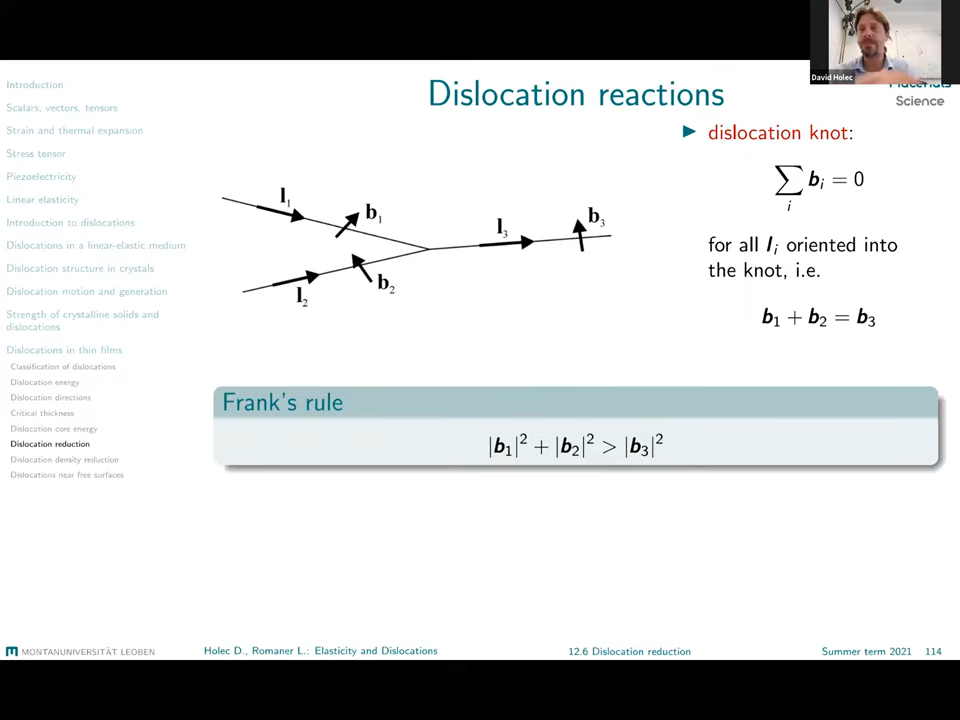 David Holec
Materials
Science
Introduction
Scalars, vectors, tensors
Strain and thermal expansion
Stress tensor
Piezoelectricity
Linear elasticity
Introduction to dislocations
Dislocations in a linear-elastic medium
Dislocation structure in crystals
Dislocation motion and generation
Strength of crystalline solids and
dislocations
Dislocations in thin films
Classification of dislocations
Dislocation energy
Dislocation directions
Critical thickness
Dislocation core energy
Dislocation reduction
Dislocation density reduction
Dislocations near free surfaces
Dislocation reactions
l₁
b₁
l₂
b₂
l₃
b₃
▶ dislocation knot:
∑ᵢ bᵢ = 0
for all lᵢ oriented into
the knot, i.e.
b₁ + b₂ = b₃
Frank's rule
|b₁|² + |b₂|² > |b₃|²
MONTANUNIVERSITÄT LEOBEN
Holec D., Romaner L.: Elasticity and Dislocations
12.6 Dislocation reduction
Summer term 2021 114